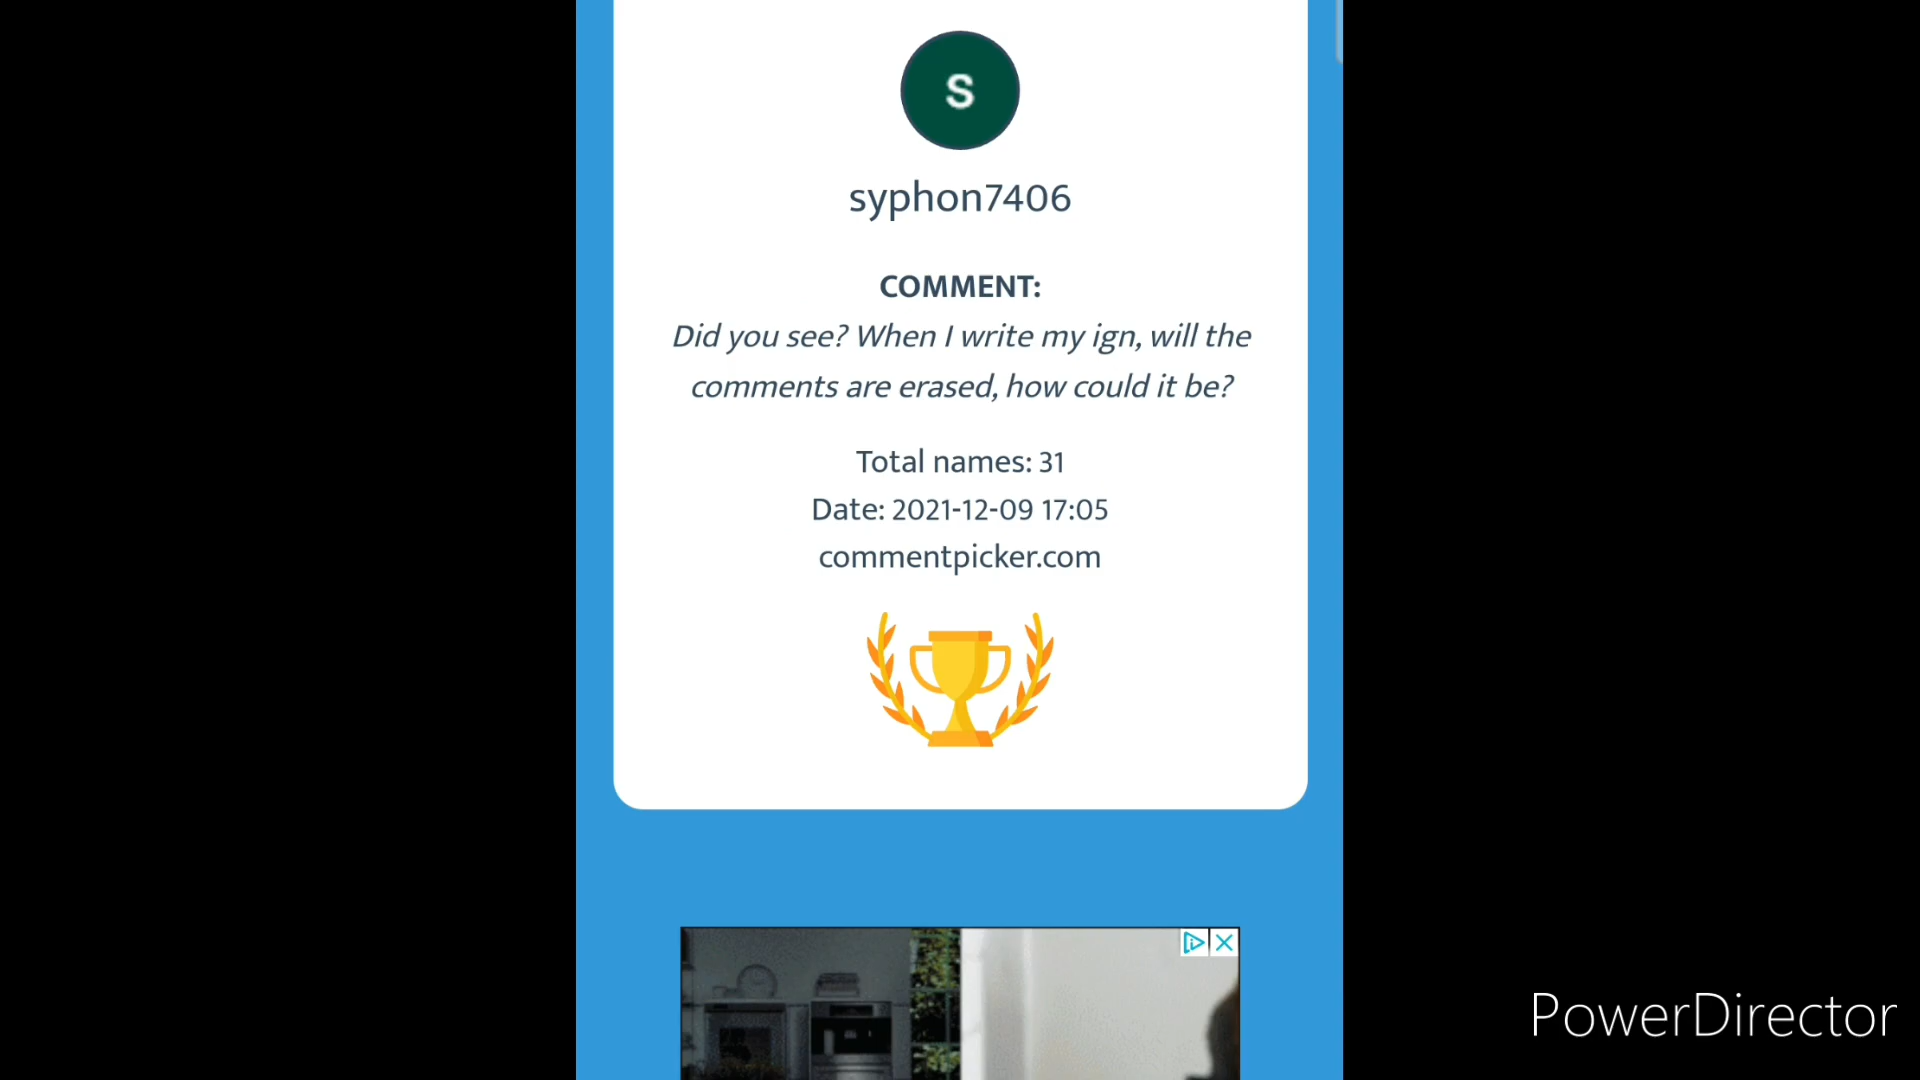 S
syphon7406
COMMENT:
Did you see? When I write my ign, will the
comments are erased, how could it be?
Total names: 31
Date: 2021-12-09 17:05
commentpicker.com
PowerDirector